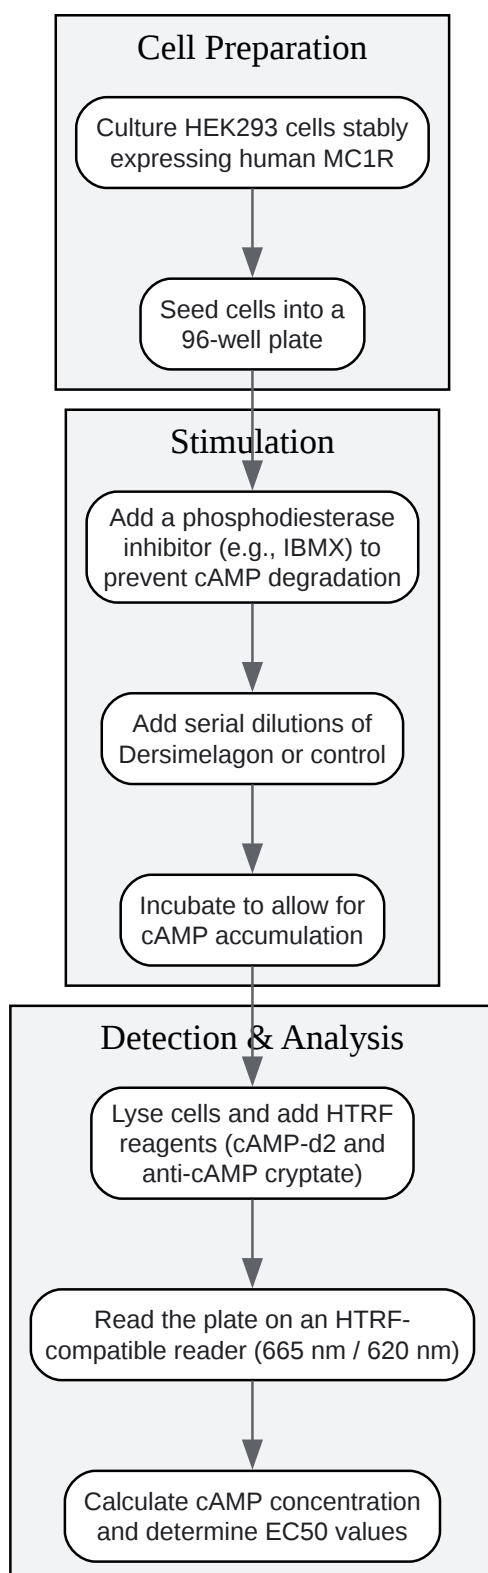 Cell Preparation
Culture HEK293 cells stably
expressing human MC1R
Seed cells into a
96-well plate
Stimulation
Add a phosphodiesterase
inhibitor (e.g., IBMX) to
prevent cAMP degradation
Add serial dilutions of
Dersimelagon or control
Incubate to allow for
cAMP accumulation
Detection & Analysis
Lyse cells and add HTRF
reagents (cAMP-d2 and
anti-cAMP cryptate)
Read the plate on an HTRF-
compatible reader (665 nm / 620 nm)
Calculate cAMP concentration
and determine EC50 values